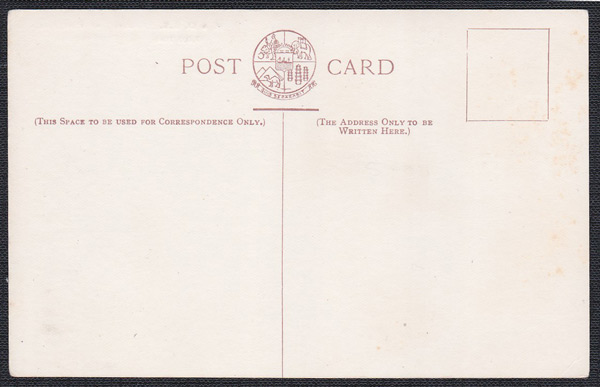 POST CARD
(This Space to be used for Correspondence Only.)
(The Address Only to be
Written Here.)